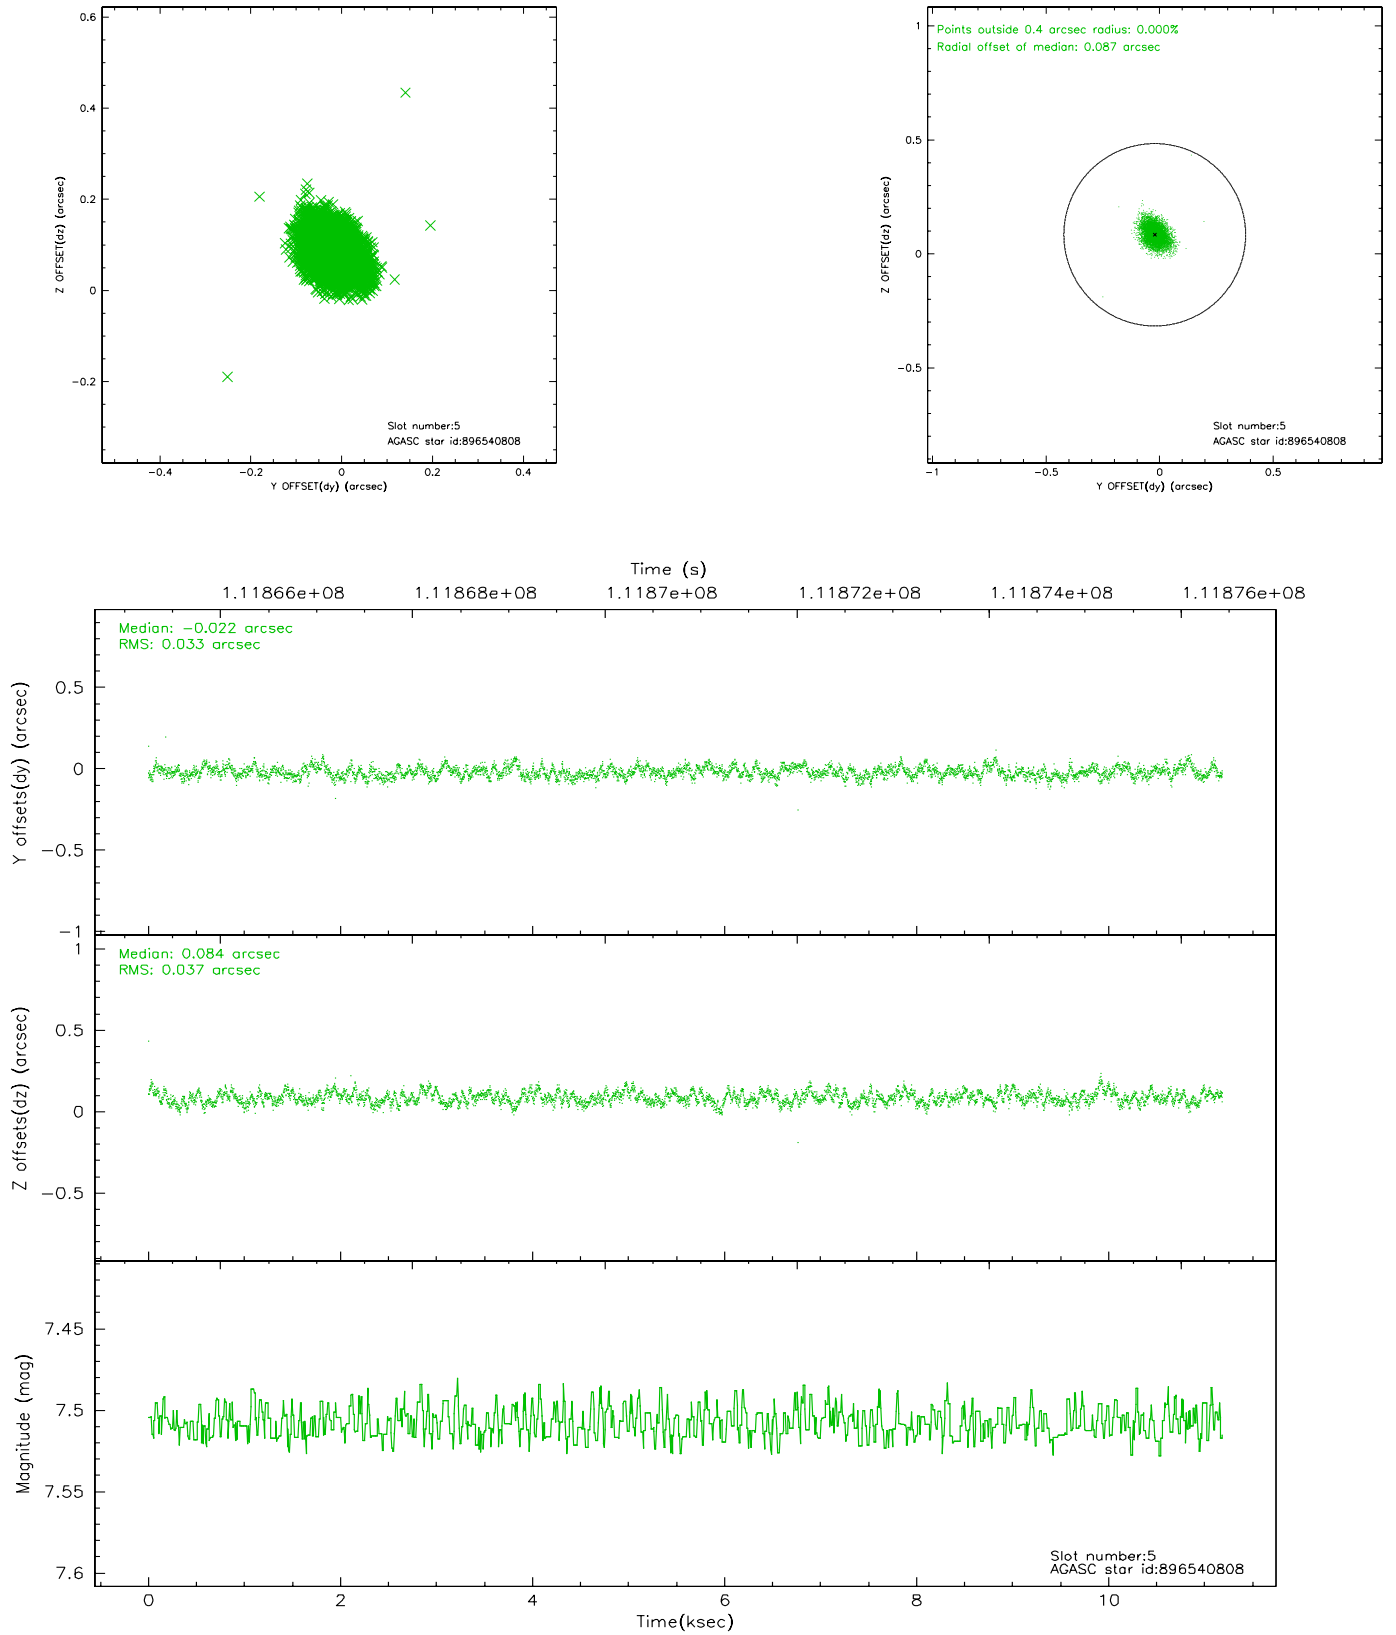 0.6
0.4
0.2
0
−0.2
Z OFFSET(dz) (arcsec)
Slot number:5
AGASC star id:896540808
−0.4
−0.2
0
0.2
0.4
Y OFFSET(dy) (arcsec)
Points outside 0.4 arcsec radius: 0.000%
Radial offset of median: 0.087 arcsec
1
0.5
0
−0.5
Z OFFSET(dz) (arcsec)
Slot number:5
AGASC star id:896540808
−1
−0.5
0
0.5
Y OFFSET(dy) (arcsec)
Time (s)
1.11866e+08
1.11868e+08
1.1187e+08
1.11872e+08
1.11874e+08
1.11876e+08
Median: −0.022 arcsec
RMS: 0.033 arcsec
0.5
0
−0.5
−1
Y offsets(dy) (arcsec)
Median: 0.084 arcsec
RMS: 0.037 arcsec
1
0.5
0
−0.5
Z offsets(dz) (arcsec)
7.45
7.5
7.55
7.6
Magnitude (mag)
Slot number:5
AGASC star id:896540808
0
2
4
6
8
10
Time(ksec)